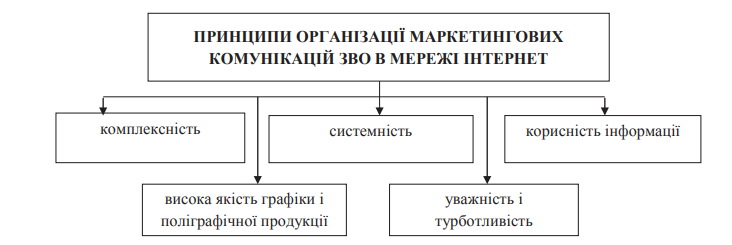 ПРИНЦИПИ ОРГАНІЗАЦІЇ МАРКЕТИНГОВИХ
КОМУНІКАЦІЙ ЗВО В МЕРЕЖІ ІНТЕРНЕТ
комплексність
системність
корисність інформації
висока якість графіки і
поліграфічної продукції
уважність і
турботливість